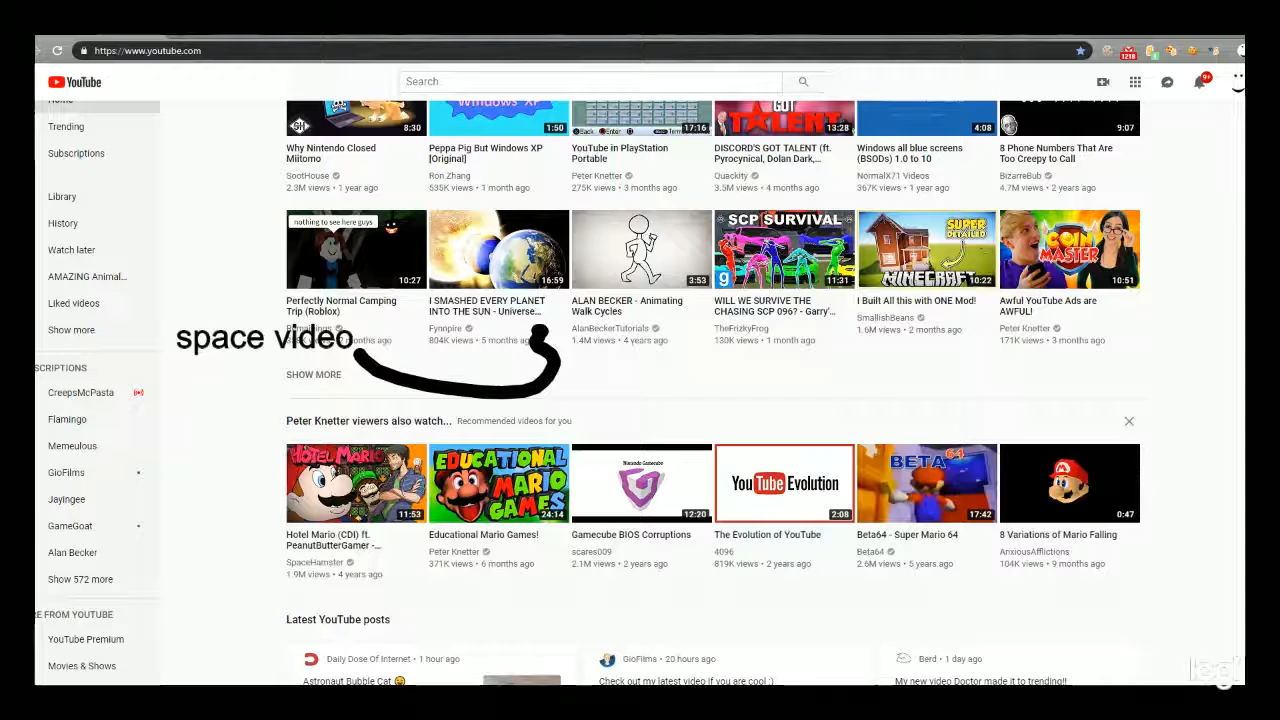 https://www.youtube.com
1218
YouTube
Search
9+
Home
Trending
Subscriptions
Library
History
Watch later
AMAZING Animal...
Liked videos
Show more
SCRIPTIONS
CreepsMcPasta
Flamingo
Memeulous
GioFilms
Jayingee
GameGoat
Alan Becker
Show 572 more
RE FROM YOUTUBE
YouTube Premium
Movies & Shows
8:30
Why Nintendo Closed
Miitomo
SootHouse
2.3M views • 1 year ago
Windows XP
1:50
Peppa Pig But Windows XP
[Original]
Ron Zhang
535K views • 1 month ago
Back Enter
17:16
YouTube in PlayStation
Portable
Peter Knetter
275K views • 3 months ago
GOT
TALENT
13:28
DISCORD'S GOT TALENT (ft.
Pyrocynical, Dolan Dark,...
Quackity
3.5M views • 4 months ago
4:08
Windows all blue screens
(BSODs) 1.0 to 10
NormalX71 Videos
367K views • 1 year ago
9:07
8 Phone Numbers That Are
Too Creepy to Call
BizarreBub
4.7M views • 2 years ago
nothing to see here guys
10:27
Perfectly Normal Camping
Trip (Roblox)
months ago
space video
16:59
I SMASHED EVERY PLANET
INTO THE SUN - Universe...
Fynnpire
804K views • 5 months ago
3:53
ALAN BECKER - Animating
Walk Cycles
AlanBeckerTutorials
1.4M views • 4 years ago
SCP SURVIVAL
g
11:31
WILL WE SURVIVE THE
CHASING SCP 096? - Garry'...
TheFrizkyFrog
130K views • 1 month ago
SUPER
DETAILED
MINECRAFT
10:22
I Built All this with ONE Mod!
SmallishBeans
1.6M views • 2 months ago
COIN
MASTER
10:51
Awful YouTube Ads are
AWFUL!
Peter Knetter
171K views • 3 months ago
SHOW MORE
Peter Knetter viewers also watch... Recommended videos for you
HOTEL MARIO
11:53
Hotel Mario (CDI) ft.
PeanutButterGamer -...
SpaceHamster
1.9M views • 4 years ago
EDUCATIONAL
MARIO
GAMES
24:14
Educational Mario Games!
Peter Knetter
371K views • 6 months ago
Nintendo Gamecube
12:20
Gamecube BIOS Corruptions
scares009
2.1M views • 2 years ago
YouTube Evolution
2:08
The Evolution of YouTube
4096
819K views • 2 years ago
BETA 64
17:42
Beta64 - Super Mario 64
Beta64
2.6M views • 5 years ago
0:47
8 Variations of Mario Falling
AnxiousAfflictions
104K views • 9 months ago
Latest YouTube posts
Daily Dose Of Internet • 1 hour ago
Astronaut Bubble Cat
GioFilms • 20 hours ago
Check out my latest video if you are cool :)
Berd • 1 day ago
My new video Doctor made it to trending!!